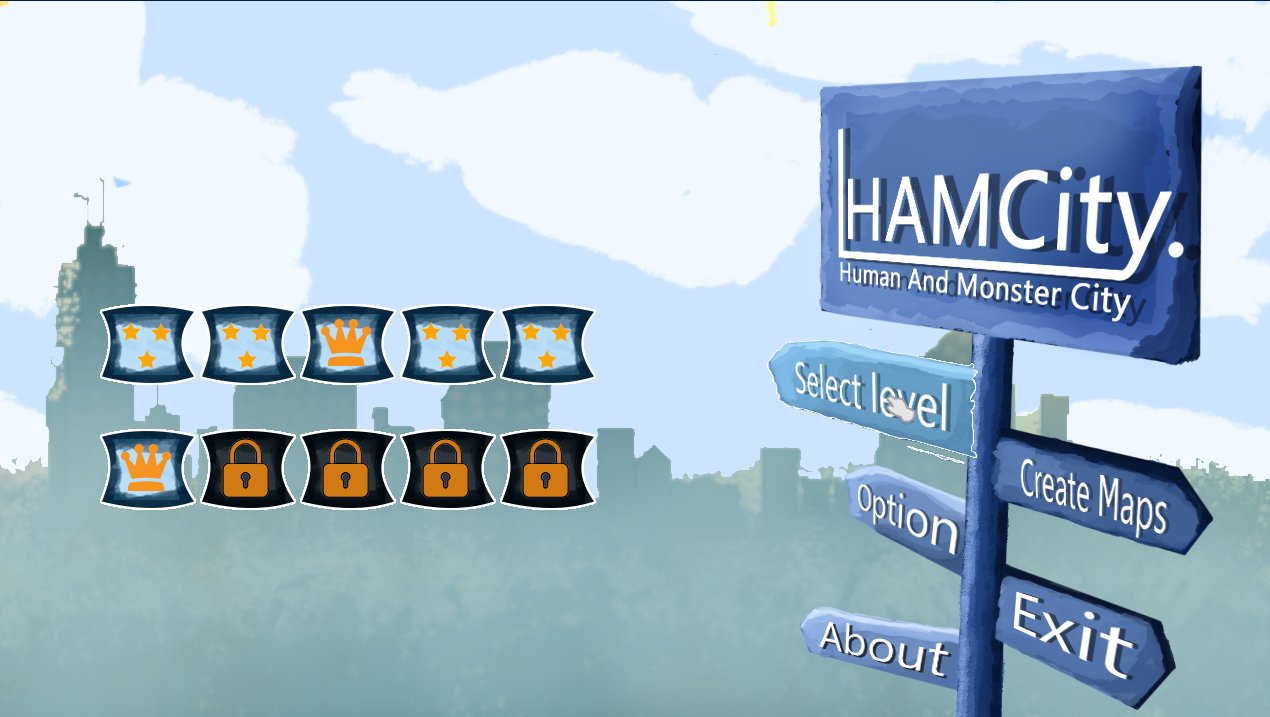 HAMCity.
Human And Monster City
Select level
Create Maps
Option
Exit
About